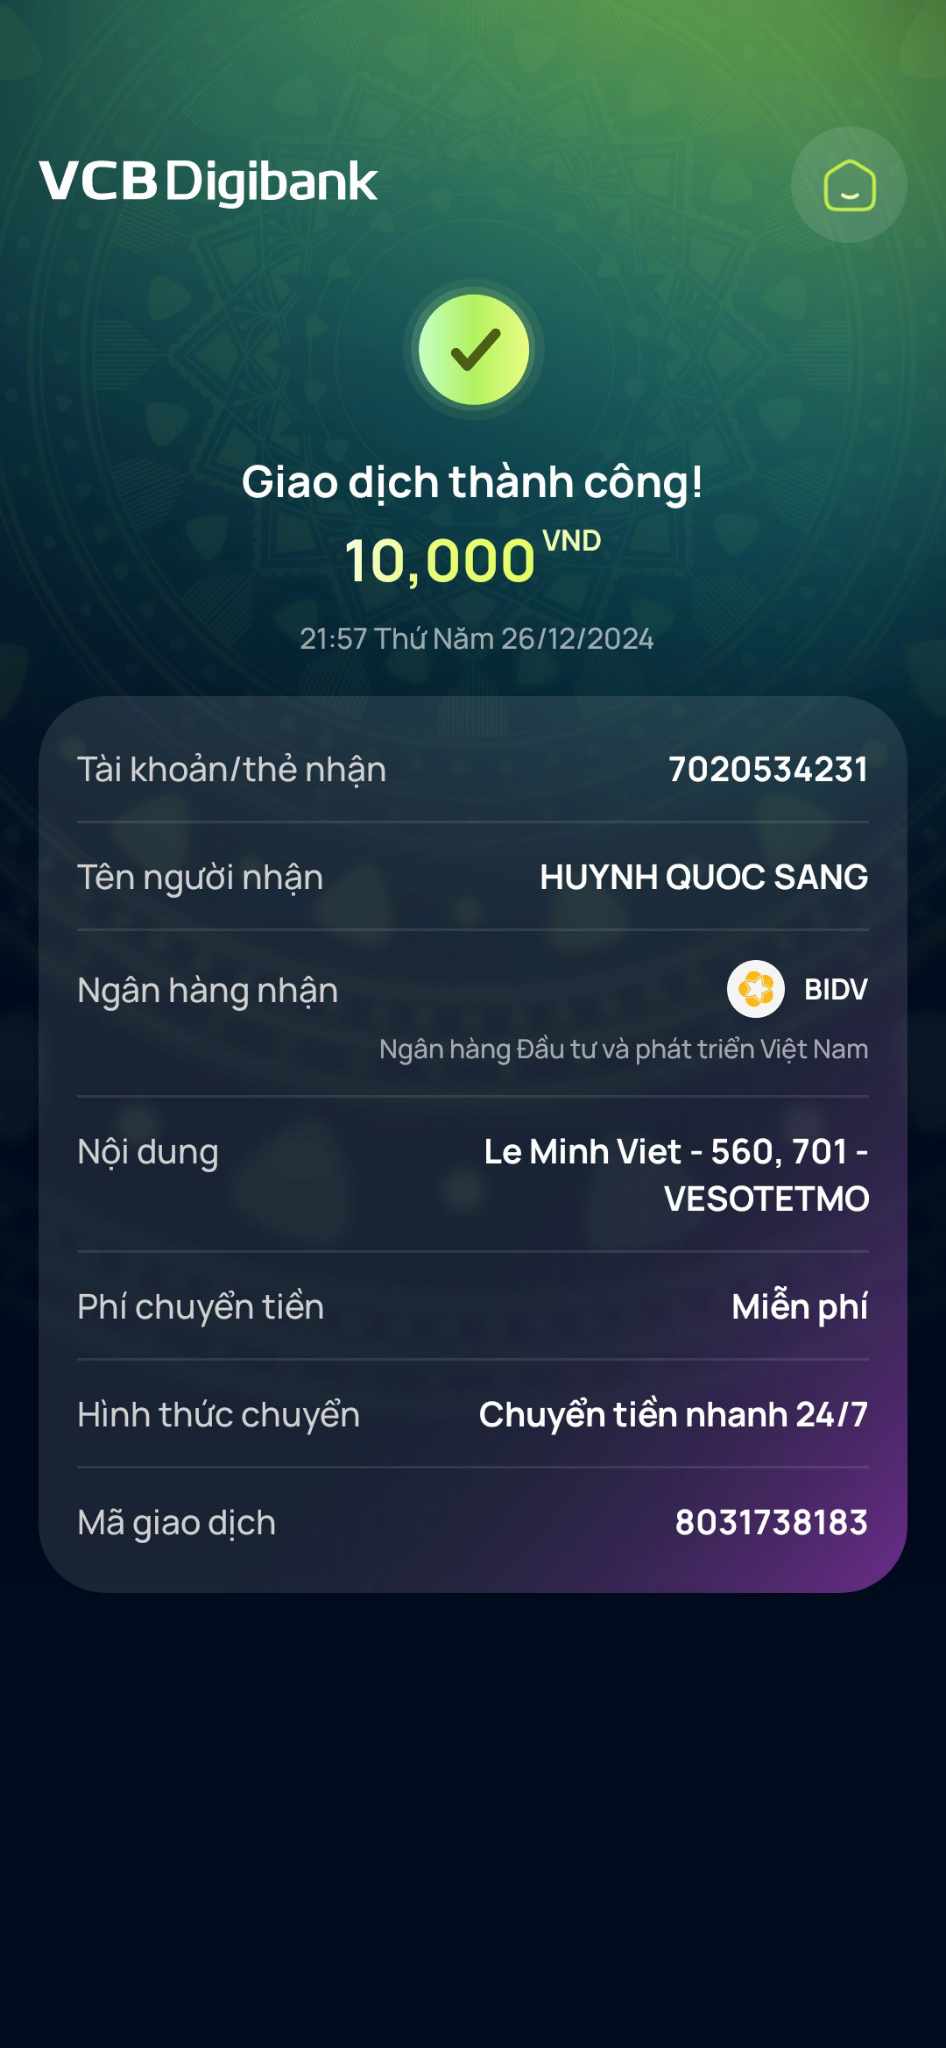 VCB Digibank
Giao dịch thành công!
10,000 VND
21:57 Thứ Năm 26/12/2024
Tài khoản/thẻ nhận 7020534231
Tên người nhận HUYNH QUOC SANG
Ngân hàng nhận BIDV
Ngân hàng Đầu tư và phát triển Việt Nam
Nội dung Le Minh Viet - 560, 701 -
VESOTETMO
Phí chuyển tiền Miễn phí
Hình thức chuyển Chuyển tiền nhanh 24/7
Mã giao dịch 8031738183